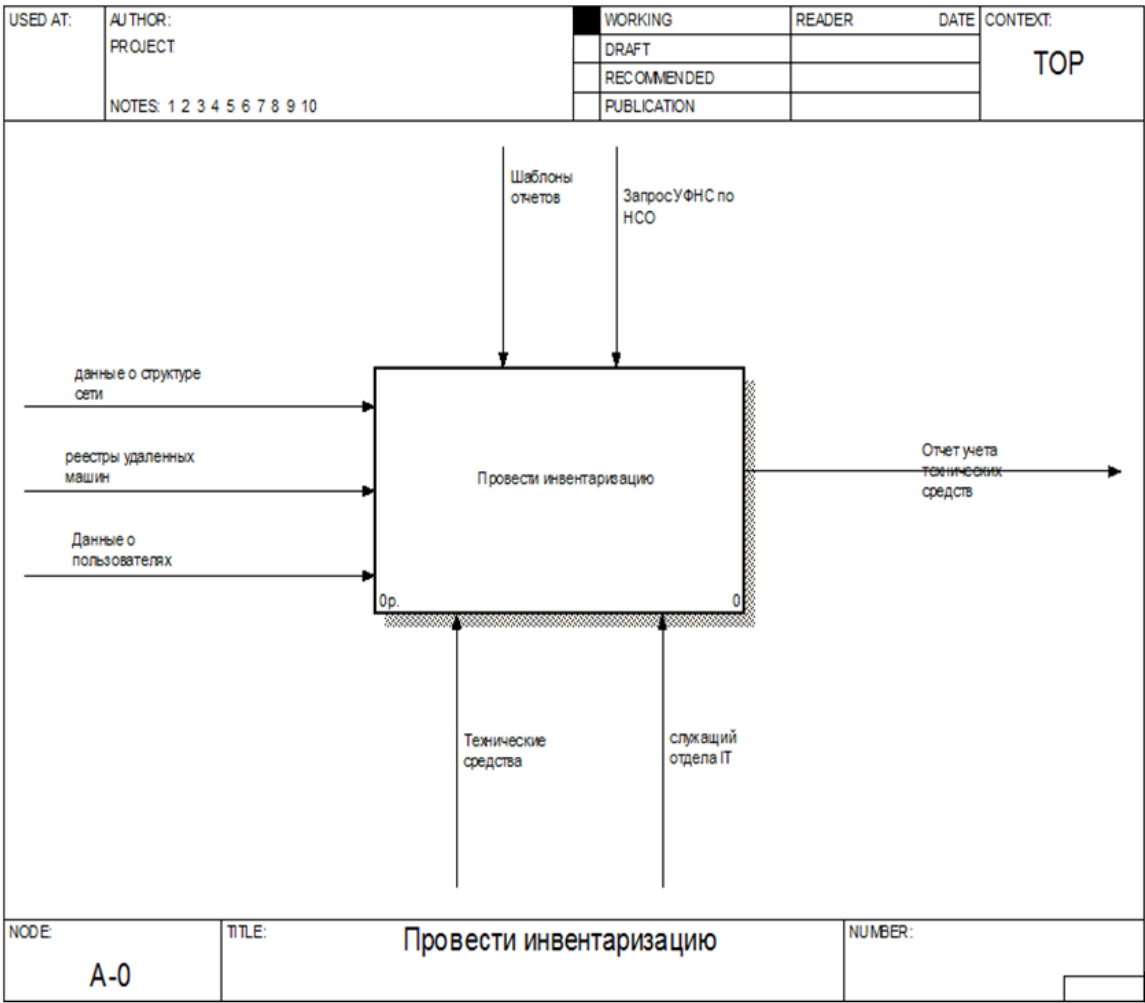 USED AT:
AUTHOR:
PROJECT:
NOTES: 1 2 3 4 5 6 7 8 9 10
WORKING
DRAFT
RECOMMENDED
PUBLICATION
READER
DATE
CONTEXT:
TOP
Шаблоны
отчетов
Запрос УФНС по
НСО
данные о структуре
сети
реестры удаленных
машин
Данные о
пользователях
Провести инвентаризацию
0р.
0
Отчет учета
технических
средств
Технические
средства
служащий
отдела IT
NODE:
A-0
TITLE:
Провести инвентаризацию
NUMBER: